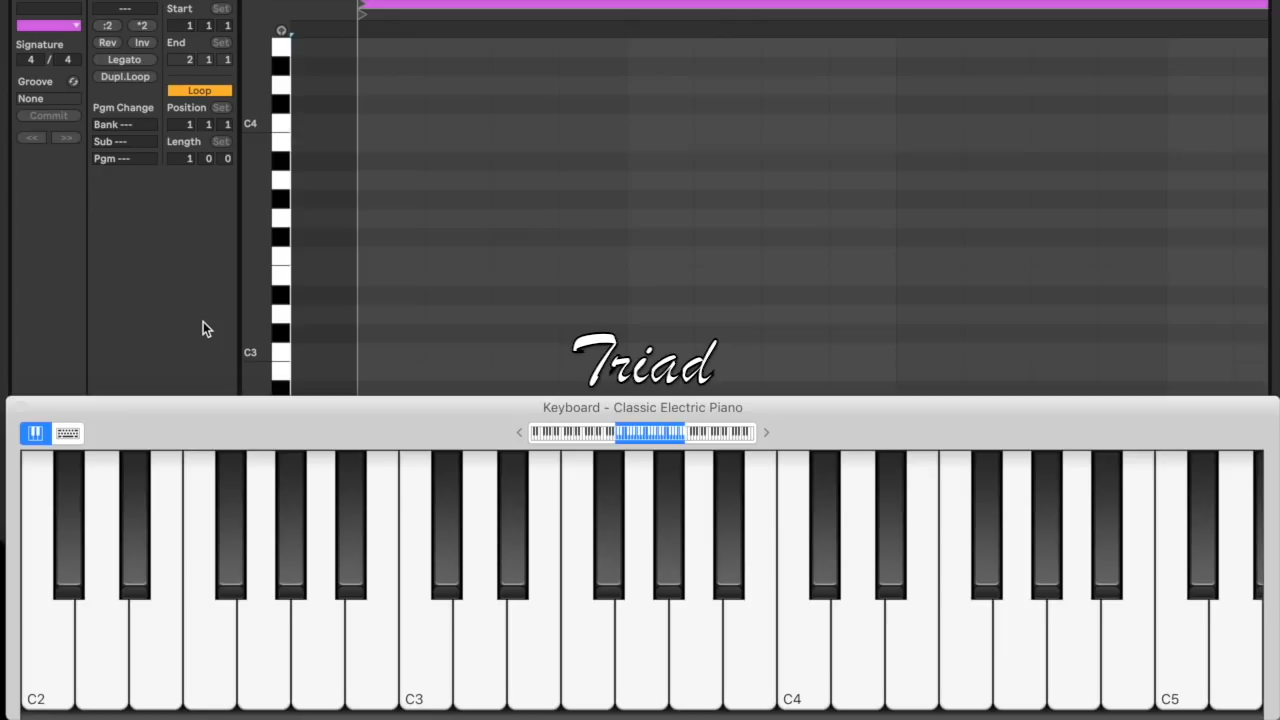 ---
Start Set
:2 *2
1 1 1
Signature
Rev Inv
End Set
4 / 4
Legato
2 1 1
Groove
Dupl.Loop
None
Loop
Commit
Pgm Change
Position Set
<< >>
Bank ---
1 1 1
Sub ---
Length Set
Pgm ---
1 0 0
C4
C3
Triad
Keyboard - Classic Electric Piano
C2 C3 C4 C5